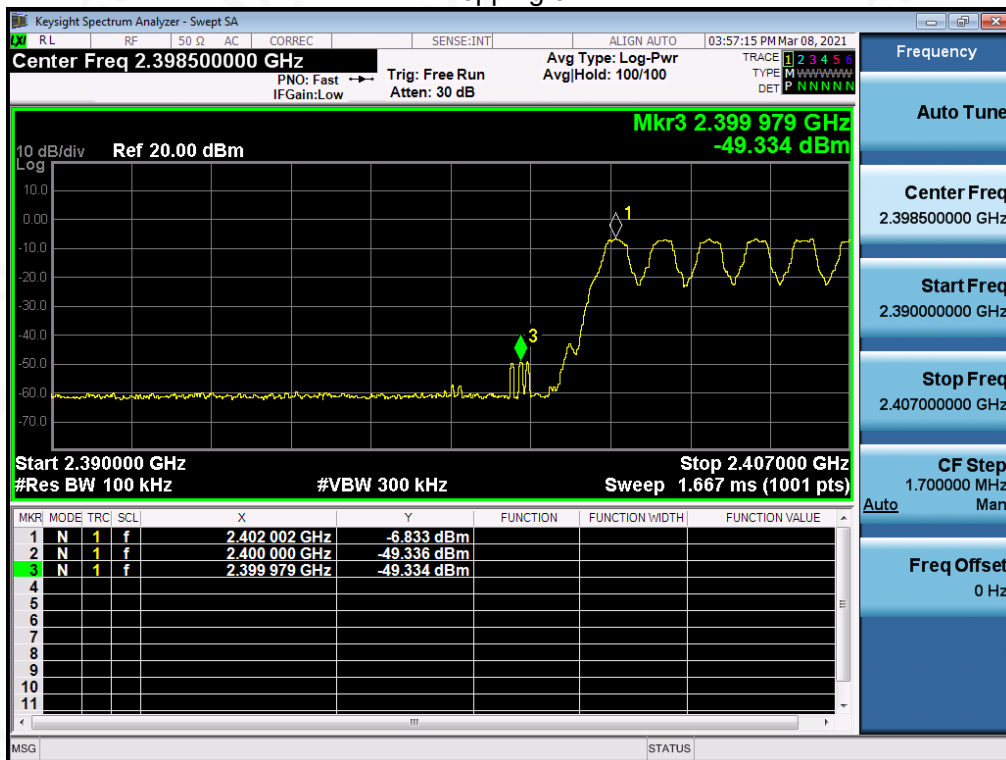 Keysight Spectrum Analyzer - Swept SA
LXI RL RF 50 Ω AC CORREC SENSE:INT ALIGN AUTO 03:57:15 PM Mar 08, 2021
Center Freq 2.398500000 GHz
PNO: Fast
IFGain:Low
Trig: Free Run
Atten: 30 dB
Avg Type: Log-Pwr
Avg|Hold: 100/100
TRACE 1 2 3 4 5 6
TYPE M WWWWW
DET P N N N N N
Mkr3 2.399 979 GHz
-49.334 dBm
10 dB/div Ref 20.00 dBm
Log
10.0
0.00
-10.0
-20.0
-30.0
-40.0
-50.0
-60.0
-70.0
1
3
Start 2.390000 GHz Stop 2.407000 GHz
#Res BW 100 kHz #VBW 300 kHz Sweep 1.667 ms (1001 pts)
MKR MODE TRC SCL X Y FUNCTION FUNCTION WIDTH FUNCTION VALUE
1 N 1 f 2.402 002 GHz -6.833 dBm
2 N 1 f 2.400 000 GHz -49.336 dBm
3 N 1 f 2.399 979 GHz -49.334 dBm
4
5
6
7
8
9
10
11
MSG STATUS
Frequency
Auto Tune
Center Freq
2.398500000 GHz
Start Freq
2.390000000 GHz
Stop Freq
2.407000000 GHz
CF Step
1.700000 MHz
Auto Man
Freq Offset
0 Hz